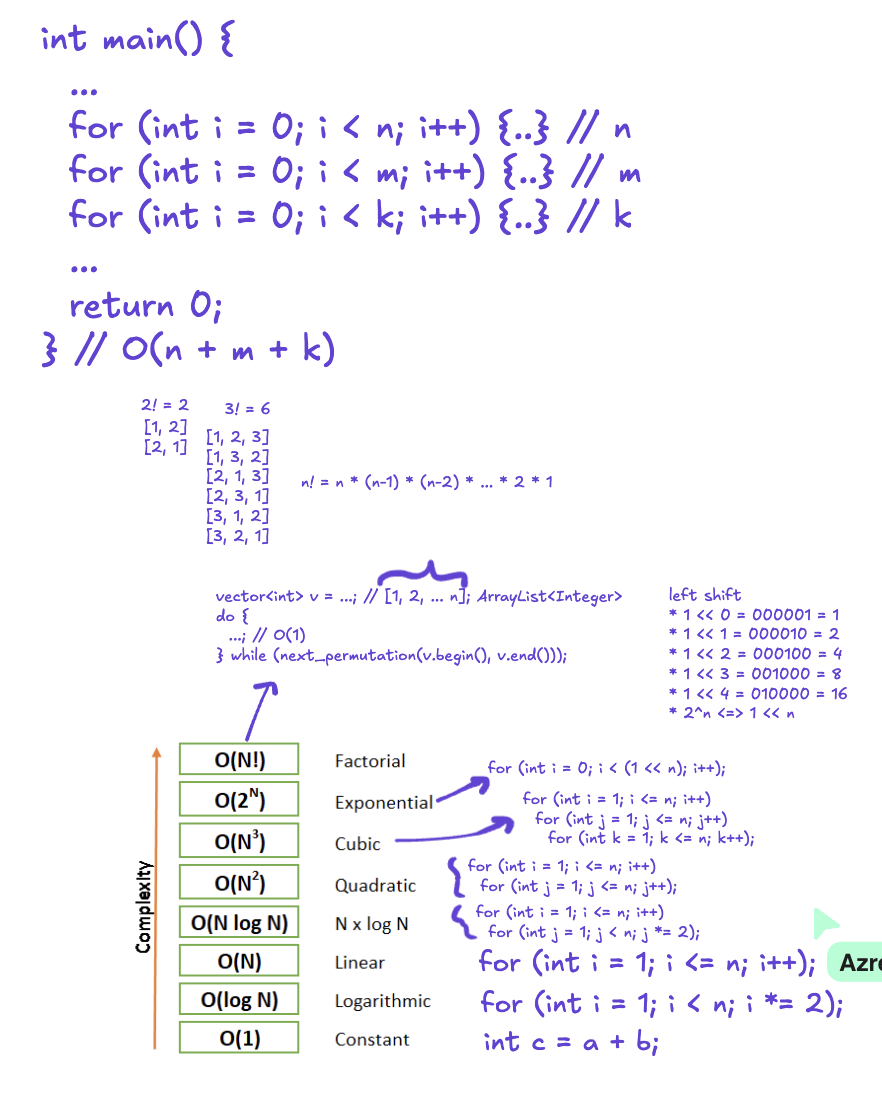 int main() {
...
for (int i = 0; i < n; i++) {..} // n
for (int i = 0; i < m; i++) {..} // m
for (int i = 0; i < k; i++) {..} // k
...
return 0;
} // O(n + m + k)
2! = 2
[1, 2]
[2, 1]
3! = 6
[1, 2, 3]
[1, 3, 2]
[2, 1, 3]
[2, 3, 1]
[3, 1, 2]
[3, 2, 1]
n! = n * (n-1) * (n-2) * ... * 2 * 1
vector<int> v = ...; // [1, 2, ... n]; ArrayList<Integer>
do {
...; // O(1)
} while (next_permutation(v.begin(), v.end()));
left shift
* 1 << 0 = 000001 = 1
* 1 << 1 = 000010 = 2
* 1 << 2 = 000100 = 4
* 1 << 3 = 001000 = 8
* 1 << 4 = 010000 = 16
* 2^n <=> 1 << n
Complexity
O(N!) Factorial
O(2^N) Exponential
for (int i = 0; i < (1 << n); i++);
O(N³) Cubic
for (int i = 1; i <= n; i++)
for (int j = 1; j <= n; j++)
for (int k = 1; k <= n; k++);
O(N²) Quadratic
for (int i = 1; i <= n; i++)
for (int j = 1; j <= n; j++);
O(N log N) N x log N
for (int i = 1; i <= n; i++)
for (int j = 1; j < n; j *= 2);
O(N) Linear
for (int i = 1; i <= n; i++);
Azre
O(log N) Logarithmic
for (int i = 1; i < n; i *= 2);
O(1) Constant
int c = a + b;